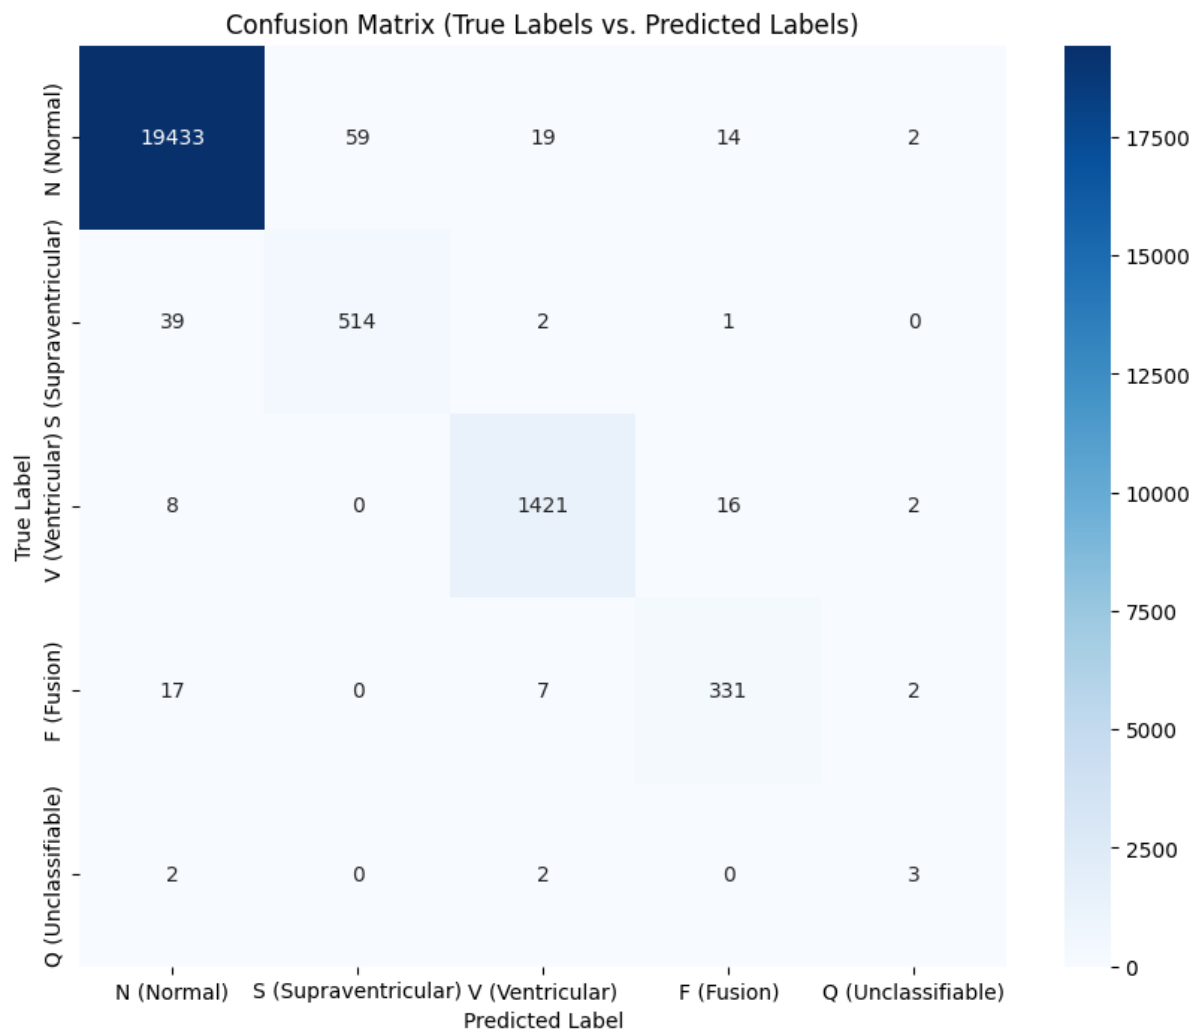 Confusion Matrix (True Labels vs. Predicted Labels)
True Label
N (Normal)
S (Supraventricular)
V (Ventricular)
F (Fusion)
Q (Unclassifiable)
19433 59 19 14 2
39 514 2 1 0
8 0 1421 16 2
17 0 7 331 2
2 0 2 0 3
N (Normal) S (Supraventricular) V (Ventricular) F (Fusion) Q (Unclassifiable)
Predicted Label
17500
15000
12500
10000
7500
5000
2500
0